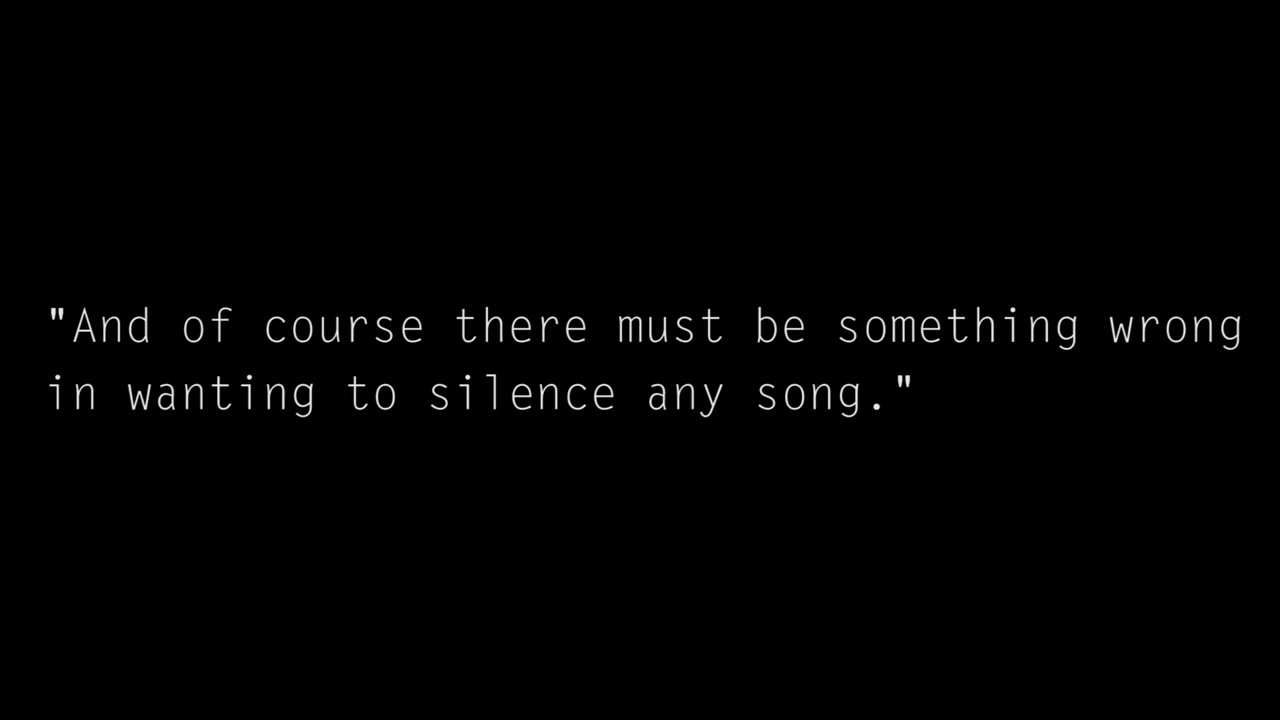 "And of course there must be something wrong
in wanting to silence any song."